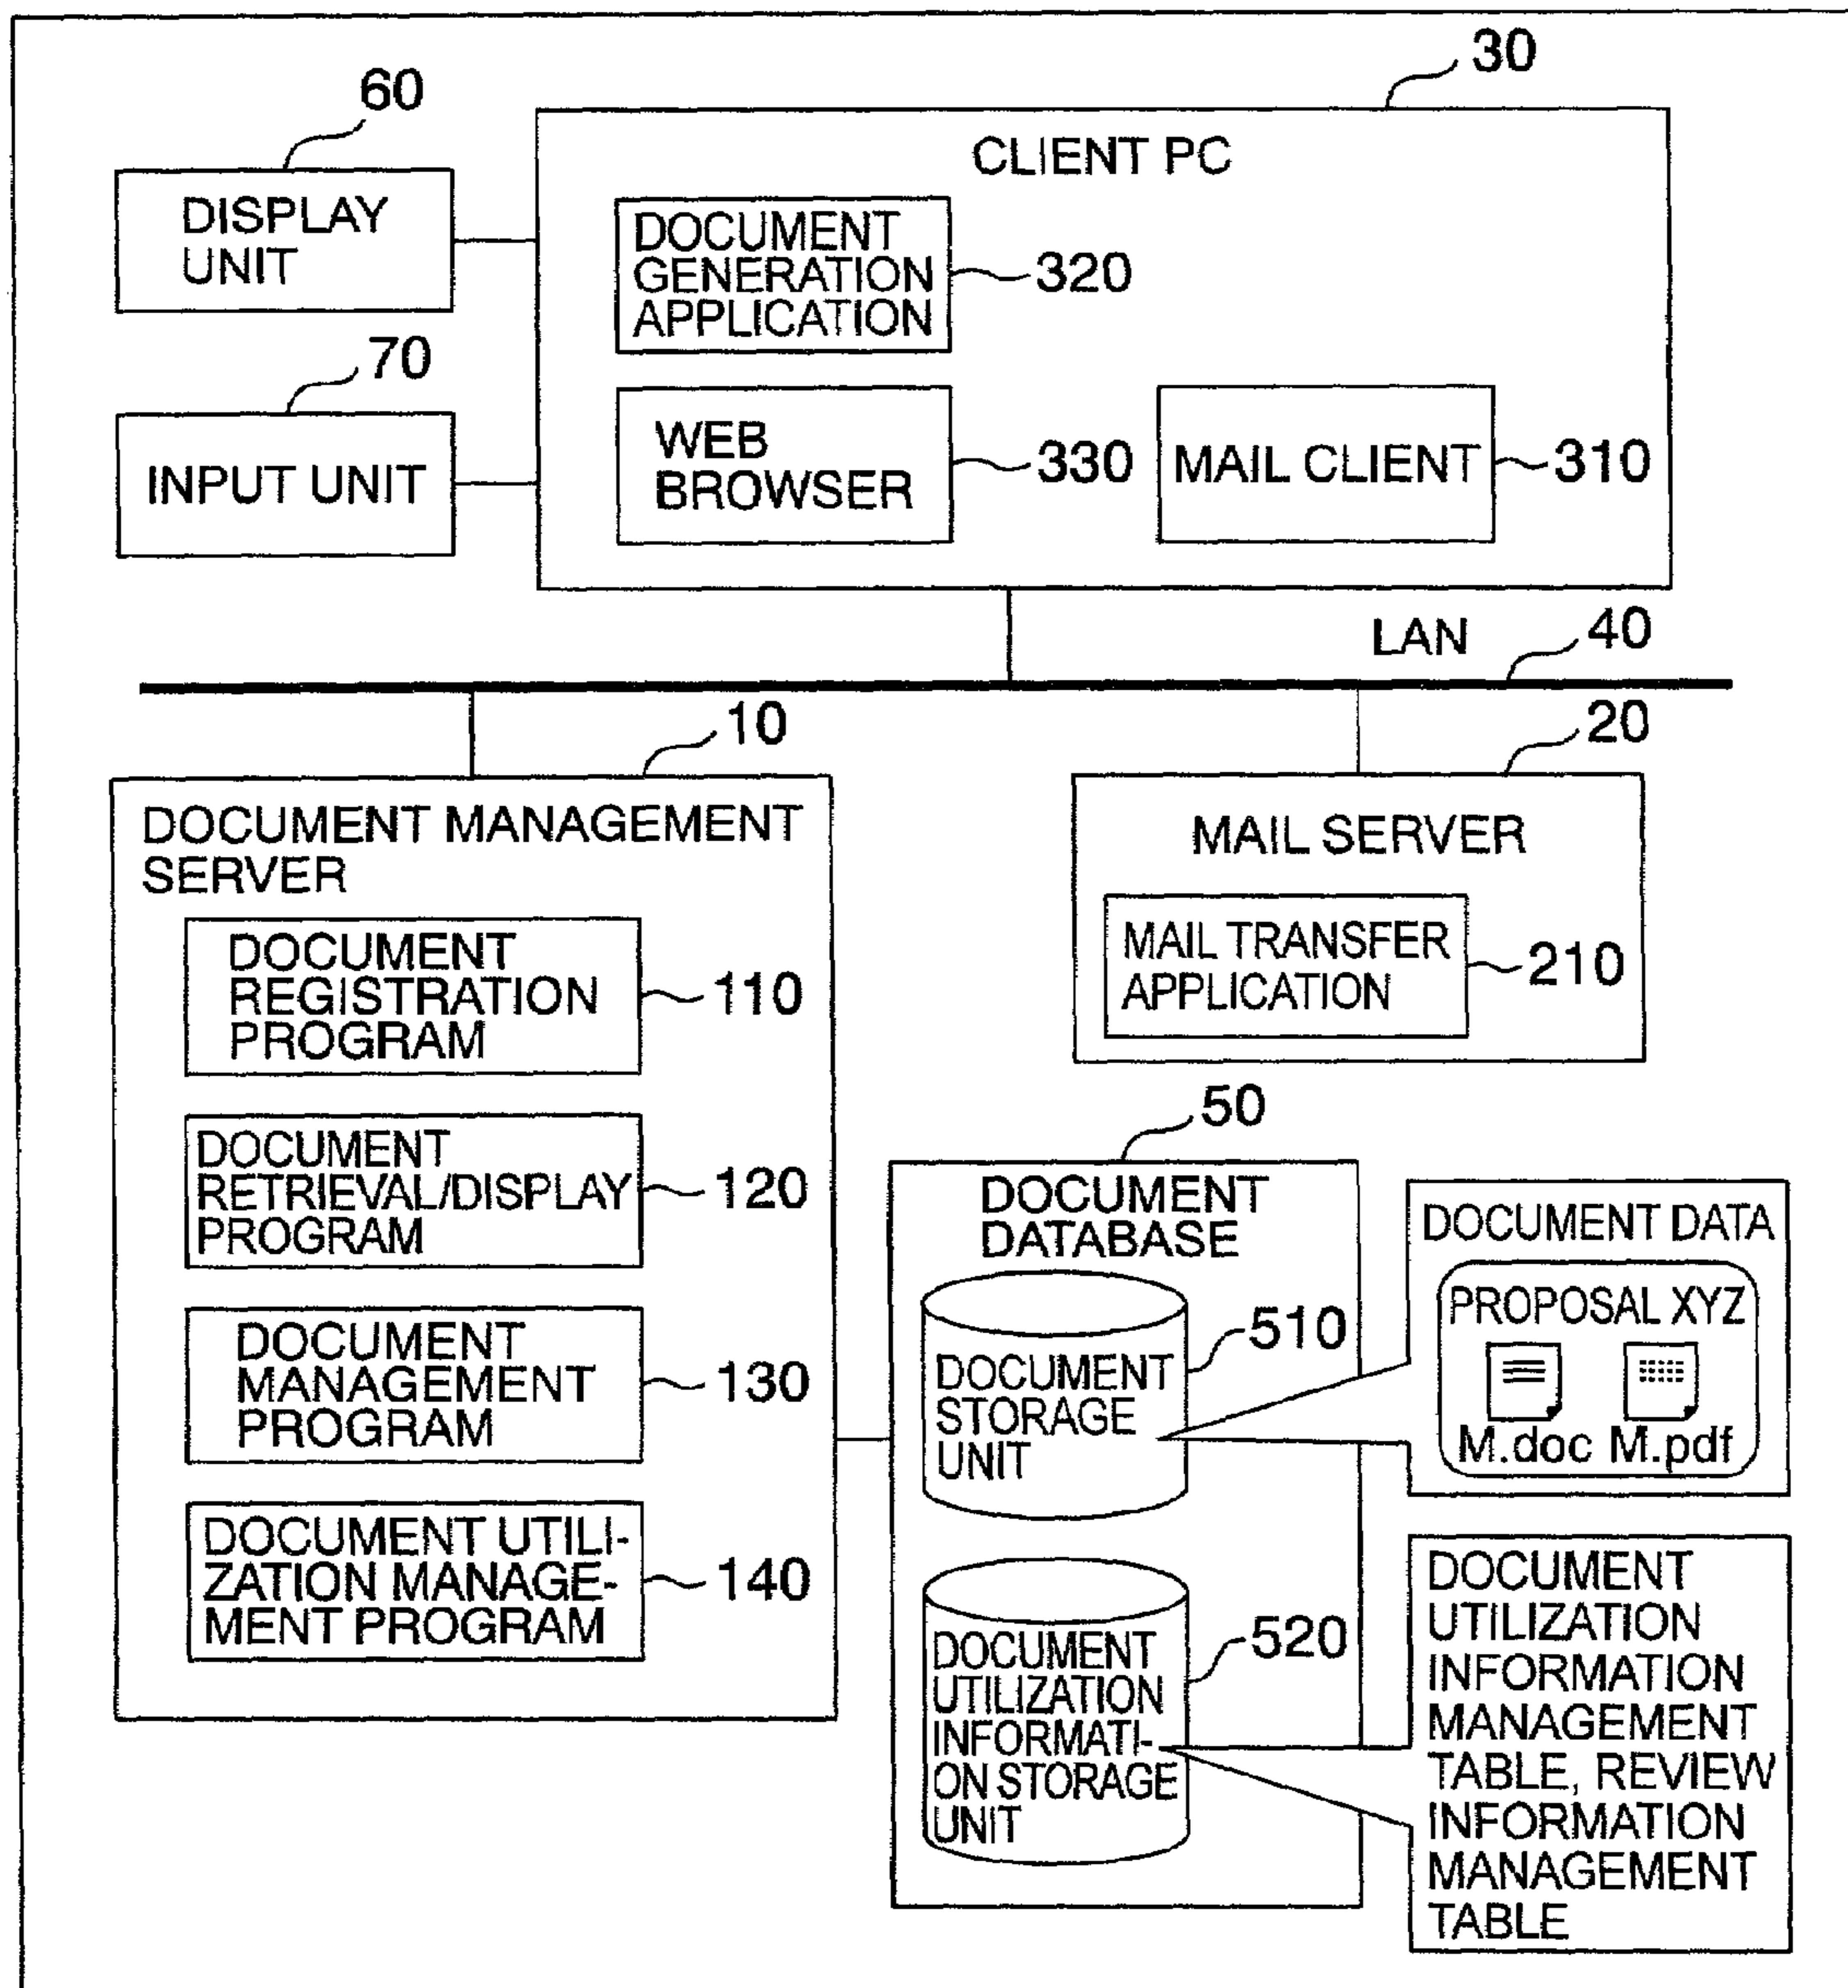 30
60
CLIENT PC
DISPLAY
UNIT
DOCUMENT
GENERATION
APPLICATION
320
70
INPUT UNIT
WEB
BROWSER
330
MAIL CLIENT
310
LAN
40
10
20
DOCUMENT MANAGEMENT
SERVER
MAIL SERVER
DOCUMENT
REGISTRATION
PROGRAM
110
MAIL TRANSFER
APPLICATION
210
DOCUMENT
RETRIEVAL/DISPLAY
PROGRAM
120
50
DOCUMENT
DATABASE
DOCUMENT DATA
PROPOSAL XYZ
M.doc M.pdf
DOCUMENT
MANAGEMENT
PROGRAM
130
DOCUMENT
STORAGE
UNIT
510
DOCUMENT UTILI-
ZATION MANAGE-
MENT PROGRAM
140
DOCUMENT
UTILIZATION
INFORMATI-
ON STORAGE
UNIT
520
DOCUMENT
UTILIZATION
INFORMATION
MANAGEMENT
TABLE, REVIEW
INFORMATION
MANAGEMENT
TABLE